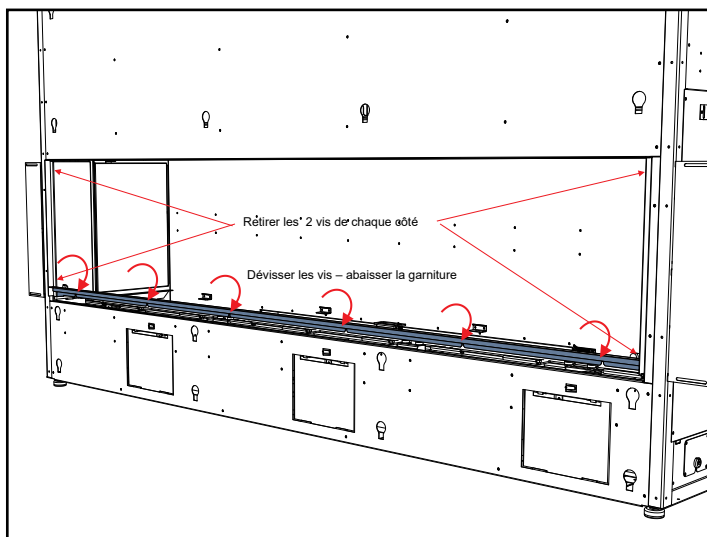 Retirer les 2 vis de chaque côté
Dévisser les vis – abaisser la garniture